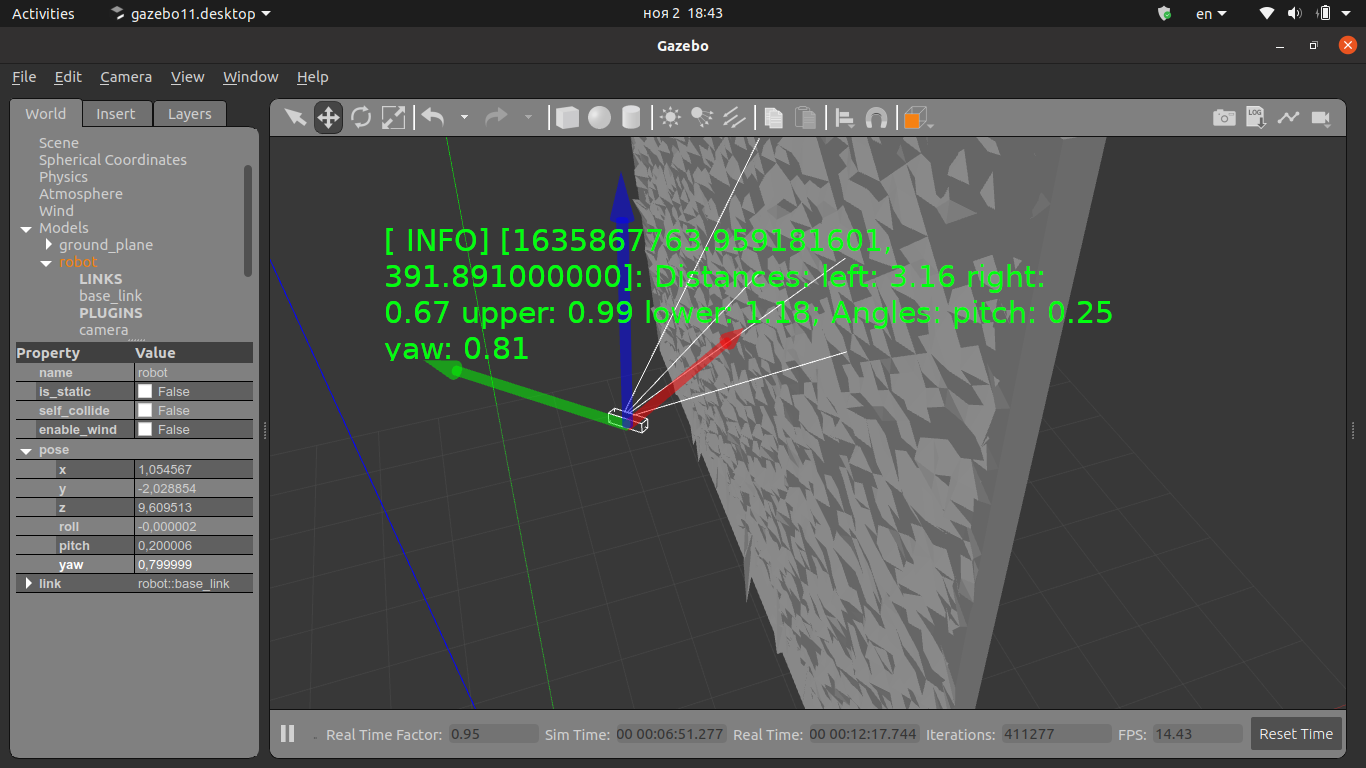 Activities
gazebo11.desktop
ноя 2 18:43
en
Gazebo
File Edit Camera View Window Help
World Insert Layers
LOG
Scene
Spherical Coordinates
Physics
Atmosphere
Wind
Models
ground_plane
robot
LINKS
base_link
PLUGINS
camera
Property Value
name robot
is_static False
self_collide False
enable_wind False
pose
x 1,054567
y -2,028854
z 9,609513
roll -0,000002
pitch 0,200006
yaw 0,799999
link robot::base_link
[ INFO] [1635867763.959181601,
391.891000000]: Distances: left: 3.16 right:
0.67 upper: 0.99 lower: 1.18; Angles: pitch: 0.25
yaw: 0.81
Real Time Factor: 0.95 Sim Time: 00 00:06:51.277 Real Time: 00 00:12:17.744 Iterations: 411277 FPS: 14.43 Reset Time